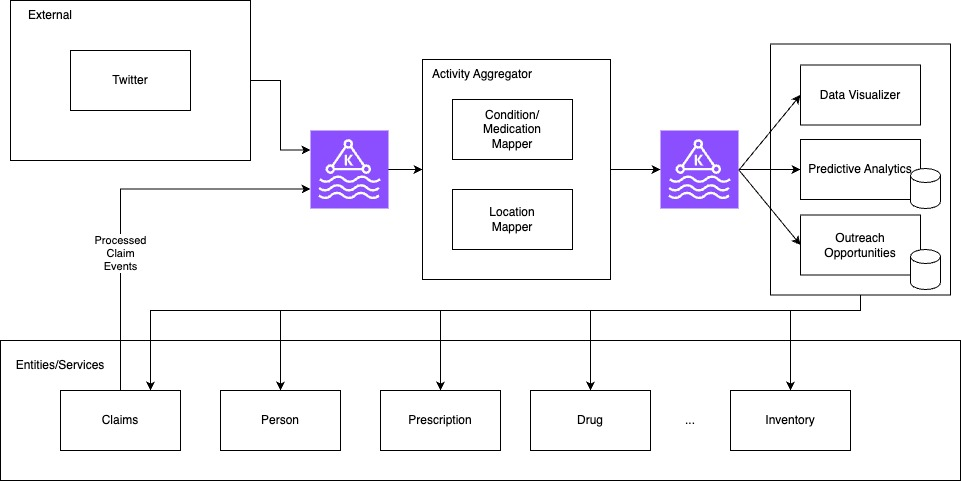 External
Twitter
Activity Aggregator
Condition/
Medication
Mapper
Location
Mapper
K
K
Data Visualizer
Predictive Analytics
Outreach
Opportunities
Processed
Claim
Events
Entities/Services
Claims
Person
Prescription
Drug
...
Inventory